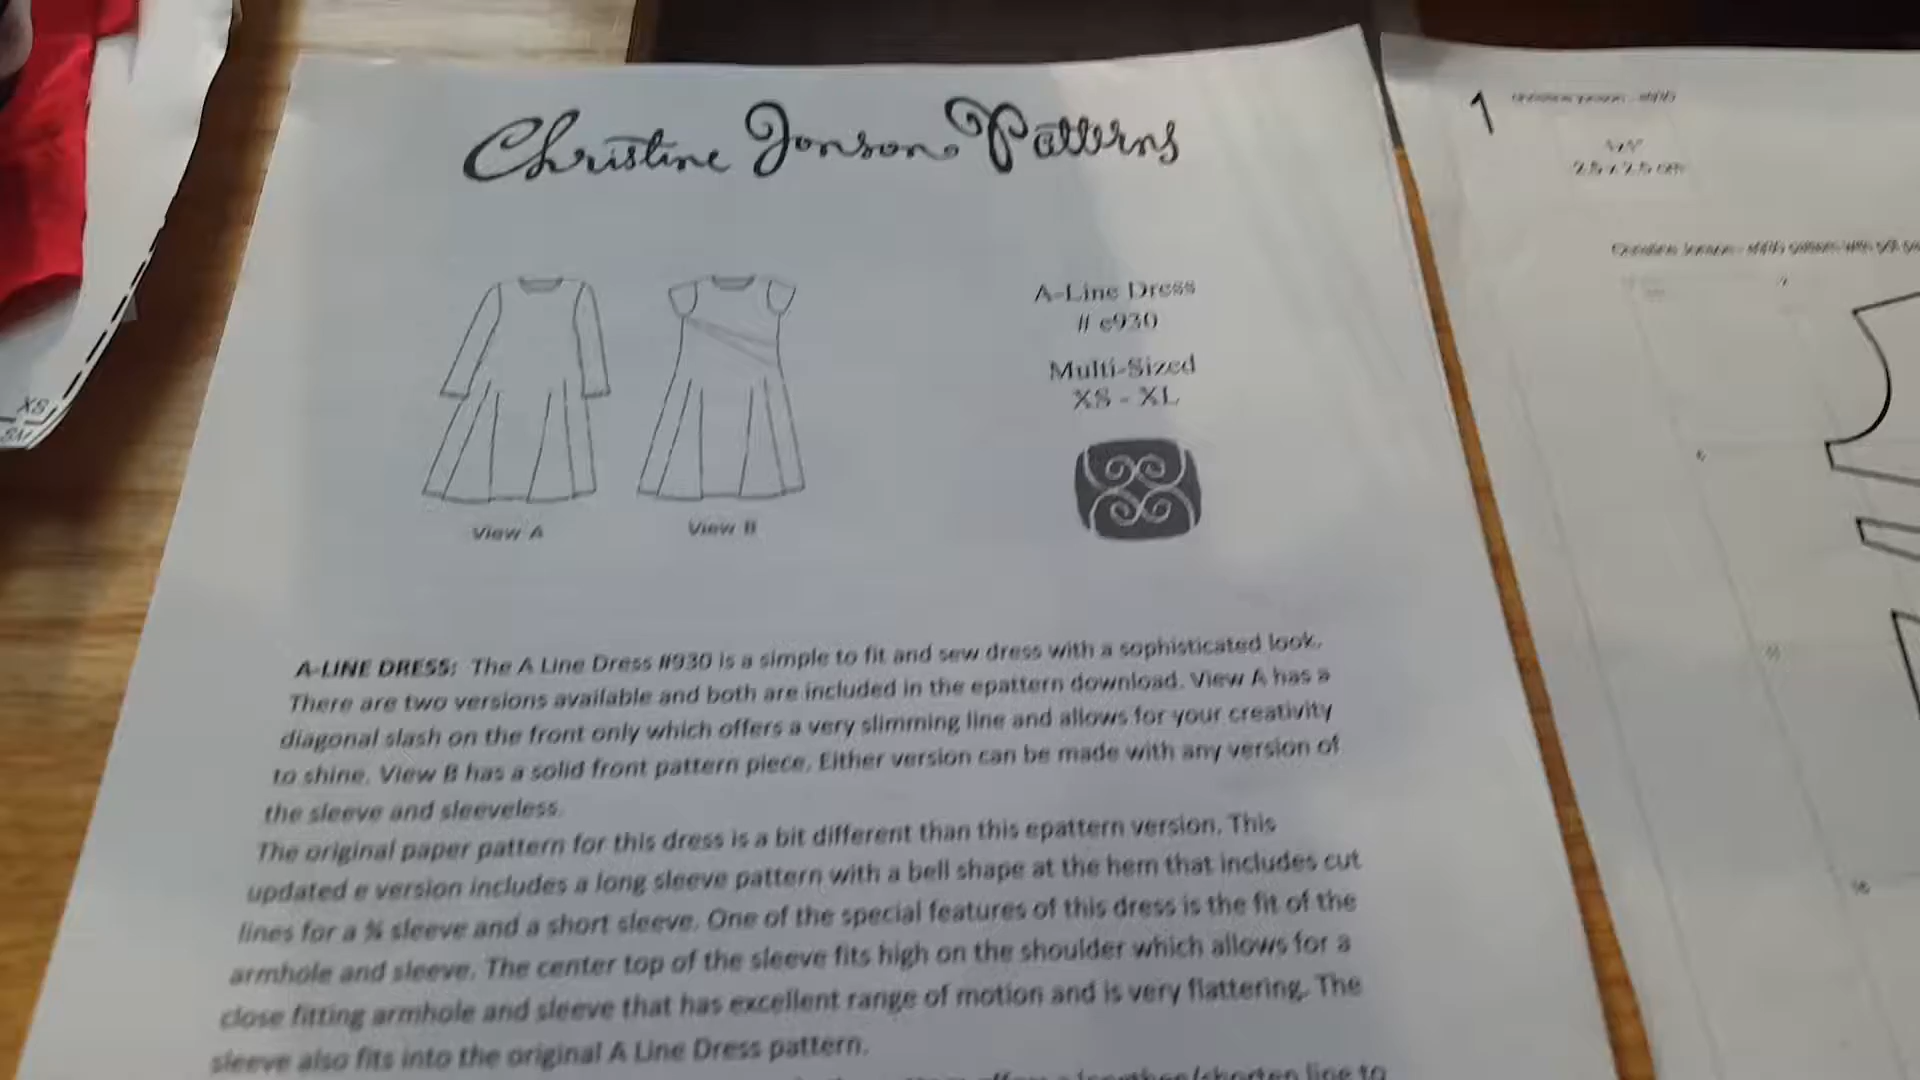 Christine Jonson Patterns
A-Line Dress
# e930
Multi-Sized
XS - XL
View A
View B
A-LINE DRESS: The A Line Dress #930 is a simple to fit and sew dress with a sophisticated look.
There are two versions available and both are included in the epattern download. View A has a
diagonal slash on the front only which offers a very slimming line and allows for your creativity
to shine. View B has a solid front pattern piece. Either version can be made with any version of
the sleeve and sleeveless.
The original paper pattern for this dress is a bit different than this epattern version. This
updated e version includes a long sleeve pattern with a bell shape at the hem that includes cut
lines for a ¾ sleeve and a short sleeve. One of the special features of this dress is the fit of the
armhole and sleeve. The center top of the sleeve fits high on the shoulder which allows for a
close fitting armhole and sleeve that has excellent range of motion and is very flattering. The
sleeve also fits into the original A Line Dress pattern.
line to
XS
SM
1
2.5 x 2.5 cm